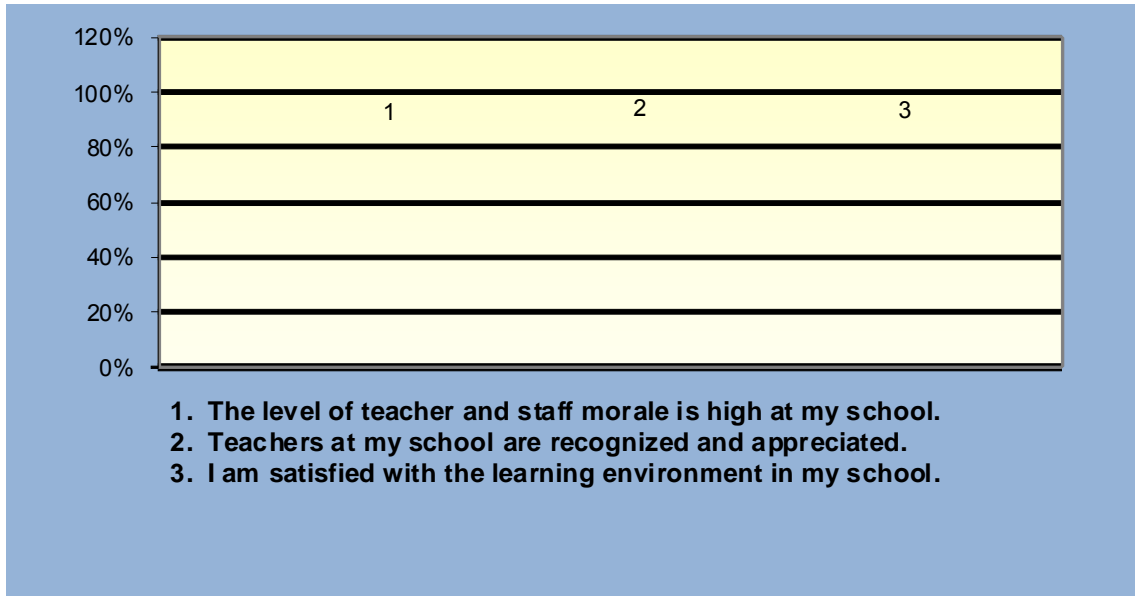 120%
100%
1 2 3
80%
60%
40%
20%
0%
1. The level of teacher and staff morale is high at my school.
2. Teachers at my school are recognized and appreciated.
3. I am satisfied with the learning environment in my school.